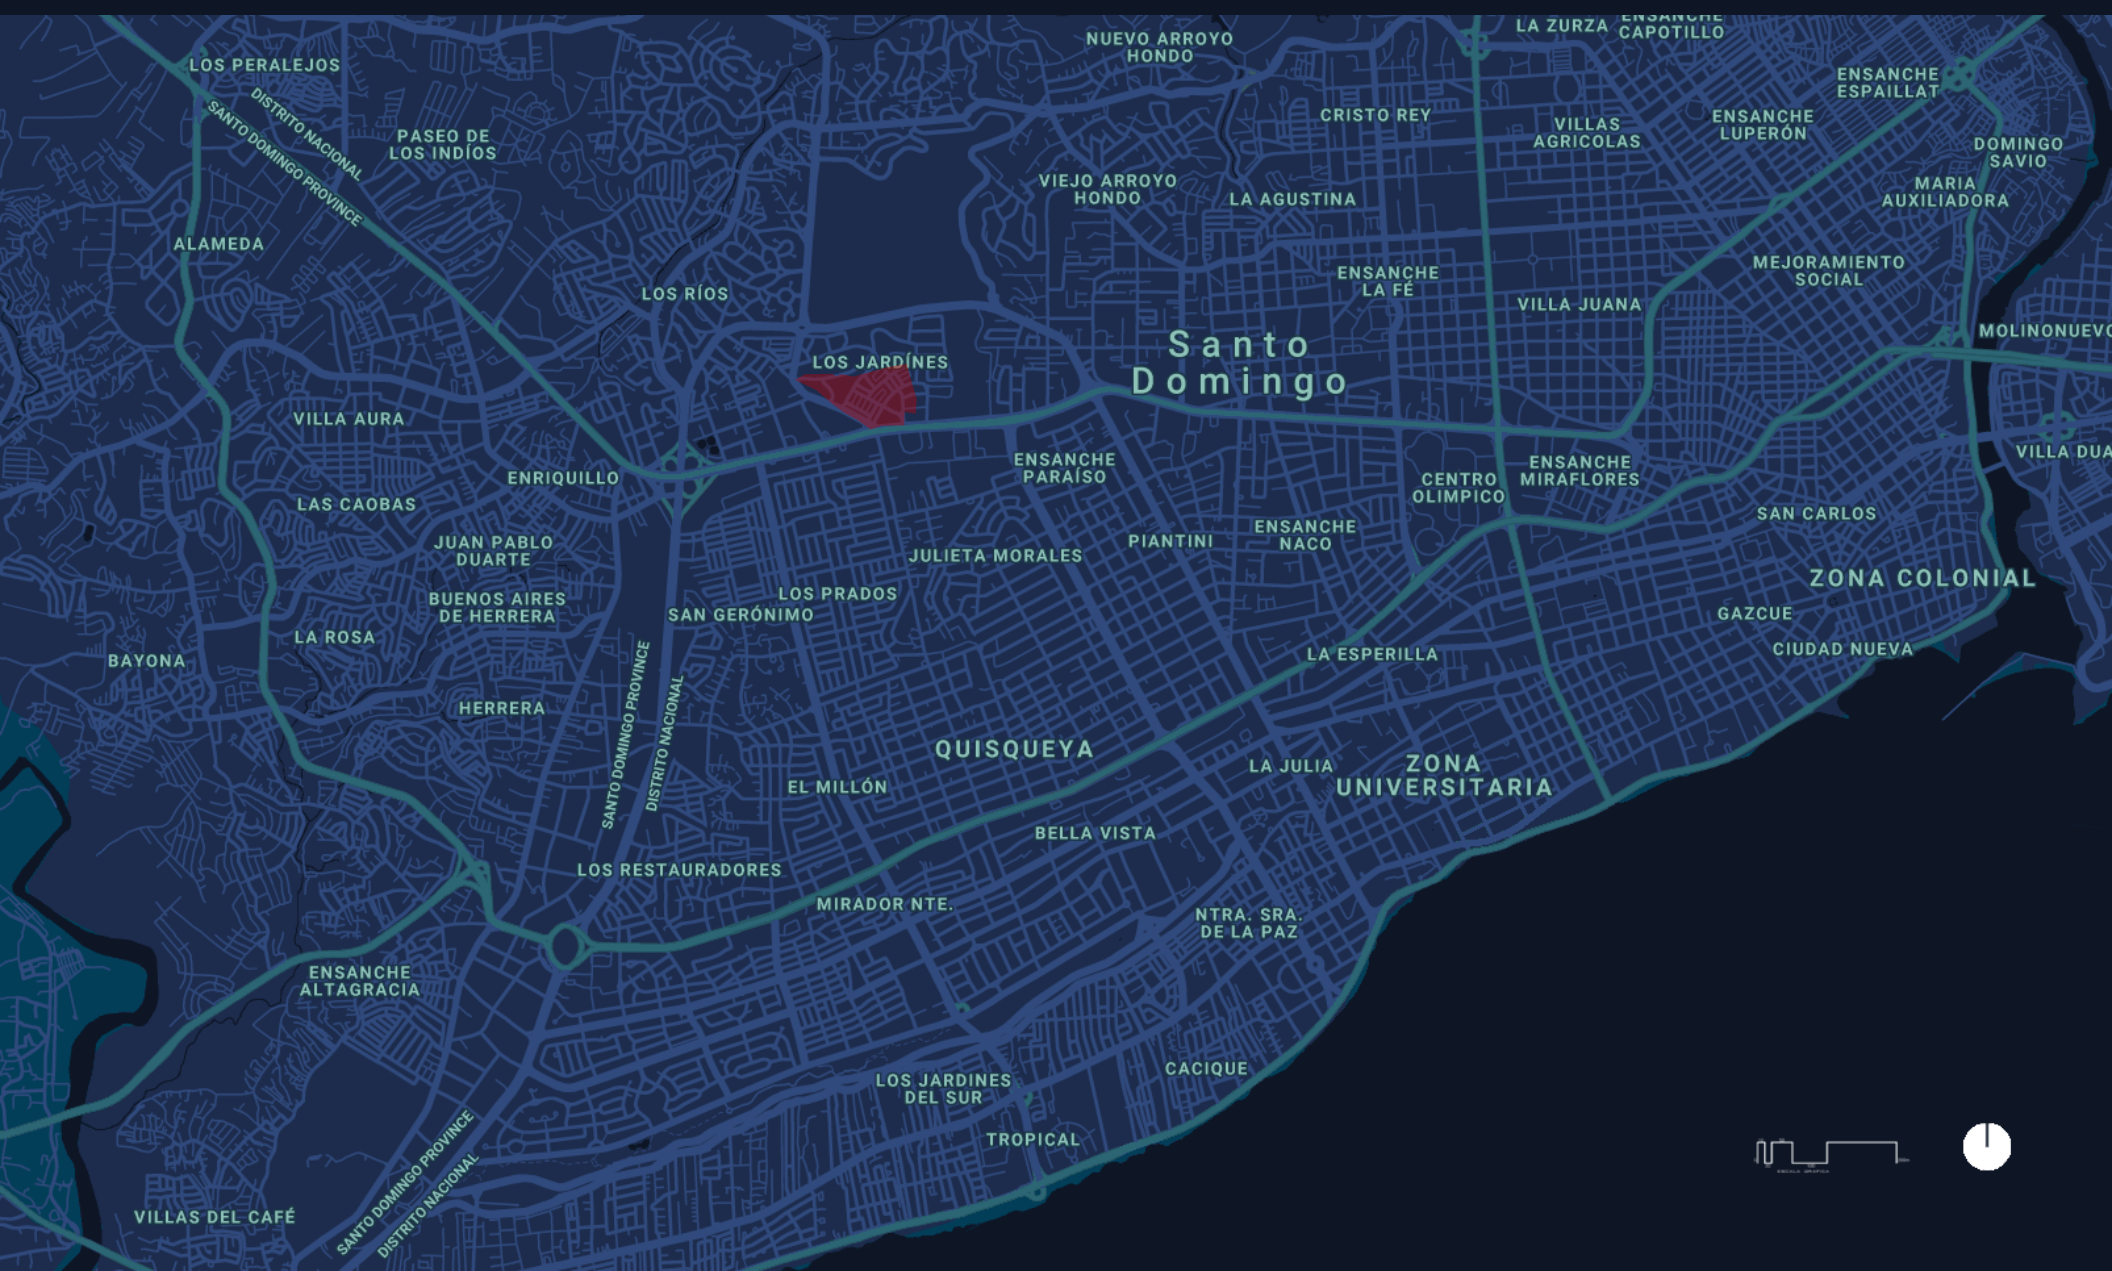 LA ZURZA
ENSANCHE
CAPOTILLO
NUEVO ARROYO
HONDO
LOS PERALEJOS
ENSANCHE
ESPAILLAT
DISTRITO NACIONAL
SANTO DOMINGO PROVINCE
PASEO DE
LOS INDÍOS
CRISTO REY
VILLAS
AGRICOLAS
ENSANCHE
LUPERÓN
DOMINGO
SAVIO
VIEJO ARROYO
HONDO
LA AGUSTINA
MARIA
AUXILIADORA
ALAMEDA
LOS RÍOS
ENSANCHE
LA FÉ
MEJORAMIENTO
SOCIAL
VILLA JUANA
MOLINONUEVO
Santo
Domingo
LOS JARDÍNES
VILLA AURA
ENRIQUILLO
ENSANCHE
PARAÍSO
CENTRO
OLIMPICO
ENSANCHE
MIRAFLORES
VILLA DUA
LAS CAOBAS
SAN CARLOS
JUAN PABLO
DUARTE
JULIETA MORALES
PIANTINI
ENSANCHE
NACO
ZONA COLONIAL
BUENOS AIRES
DE HERRERA
LOS PRADOS
SAN GERÓNIMO
GAZCUE
LA ROSA
BAYONA
LA ESPERILLA
CIUDAD NUEVA
SANTO DOMINGO PROVINCE
DISTRITO NACIONAL
HERRERA
QUISQUEYA
LA JULIA
ZONA
UNIVERSITARIA
EL MILLÓN
BELLA VISTA
LOS RESTAURADORES
MIRADOR NTE.
NTRA. SRA.
DE LA PAZ
ENSANCHE
ALTAGRACIA
LOS JARDINES
DEL SUR
CACIQUE
TROPICAL
SANTO DOMINGO PROVINCE
DISTRITO NACIONAL
VILLAS DEL CAFÉ
ESCALA GRAFICA